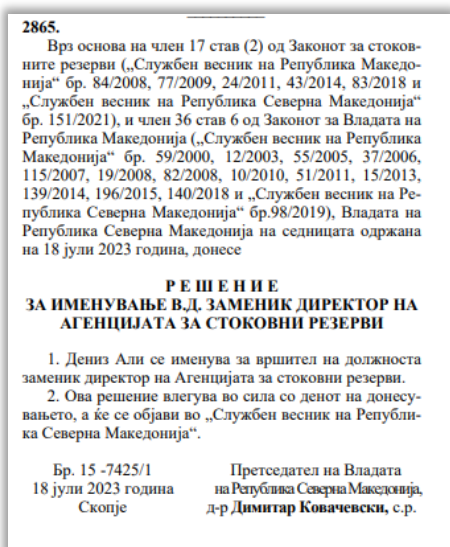 2865.
Врз основа на член 17 став (2) од Законот за стоков-
ните резерви („Службен весник на Република Македо-
нија“ бр. 84/2008, 77/2009, 24/2011, 43/2014, 83/2018 и
„Службен весник на Република Северна Македонија“
бр. 151/2021), и член 36 став 6 од Законот за Владата на
Република Македонија („Службен весник на Република
Македонија“ бр. 59/2000, 12/2003, 55/2005, 37/2006,
115/2007, 19/2008, 82/2008, 10/2010, 51/2011, 15/2013,
139/2014, 196/2015, 140/2018 и „Службен весник на Ре-
публика Северна Македонија“ бр.98/2019), Владата на
Република Северна Македонија на седницата одржана
на 18 јули 2023 година, донесе
Р Е Ш Е Н И Е
ЗА ИМЕНУВАЊЕ В.Д. ЗАМЕНИК ДИРЕКТОР НА
АГЕНЦИЈАТА ЗА СТОКОВНИ РЕЗЕРВИ
1. Дениз Али се именува за вршител на должноста
заменик директор на Агенцијата за стоковни резерви.
2. Ова решение влегува во сила со денот на донесу-
вањето, а ќе се објави во „Службен весник на Републи-
ка Северна Македонија“.
Бр. 15 -7425/1 Претседател на Владата
18 јули 2023 година на Република Северна Македонија,
Скопје д-р Димитар Ковачевски, с.р.